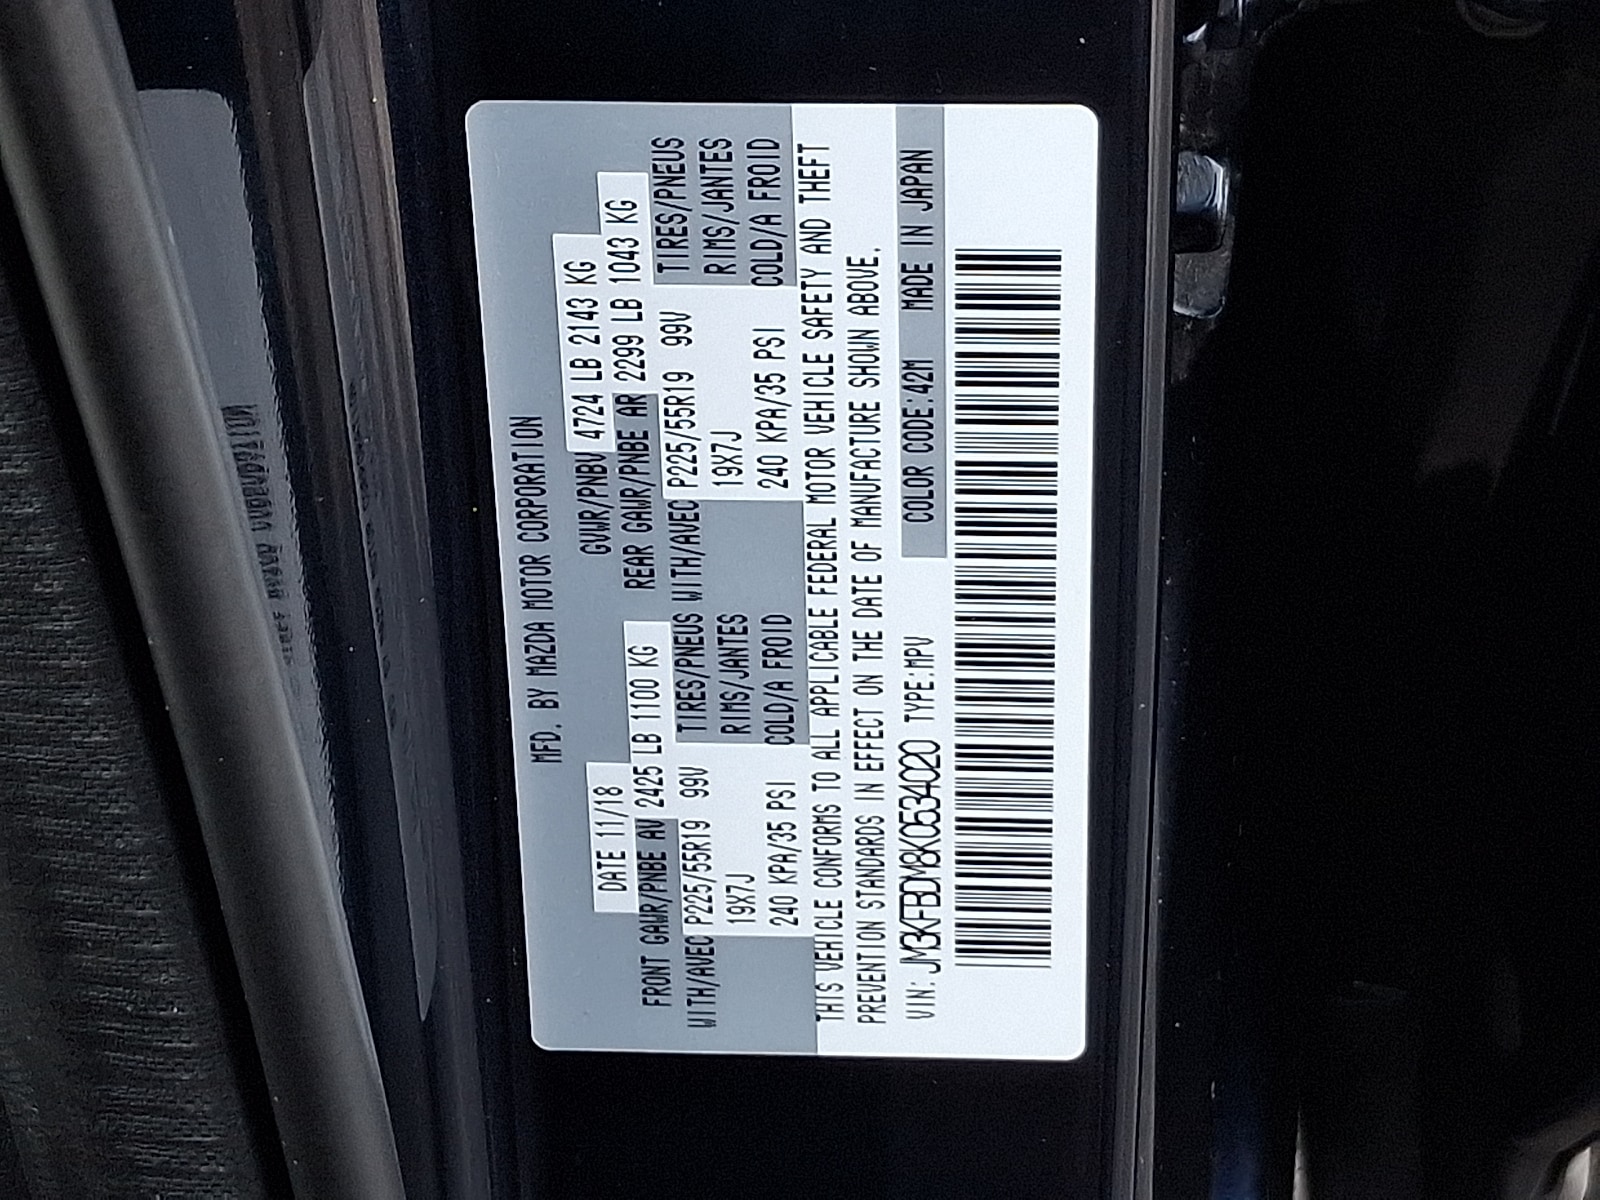 MFD. BY MAZDA MOTOR CORPORATION
DATE 11/18 GVWR/PNBV 4724 LB 2143 KG
FRONT GAWR/PNBE AV 2425 LB 1100 KG REAR GAWR/PNBE AR 2299 LB 1043 KG
WITH/AVEC P225/55R19 99V TIRES/PNEUS WITH/AVEC P225/55R19 99V TIRES/PNEUS
19X7J RIMS/JANTES 19X7J RIMS/JANTES
240 KPA/35 PSI COLD/A FROID 240 KPA/35 PSI COLD/A FROID
THIS VEHICLE CONFORMS TO ALL APPLICABLE FEDERAL MOTOR VEHICLE SAFETY AND THEFT
PREVENTION STANDARDS IN EFFECT ON THE DATE OF MANUFACTURE SHOWN ABOVE.
VIN: JM3KFBDM8K0534020 TYPE:MPV COLOR CODE:42M MADE IN JAPAN